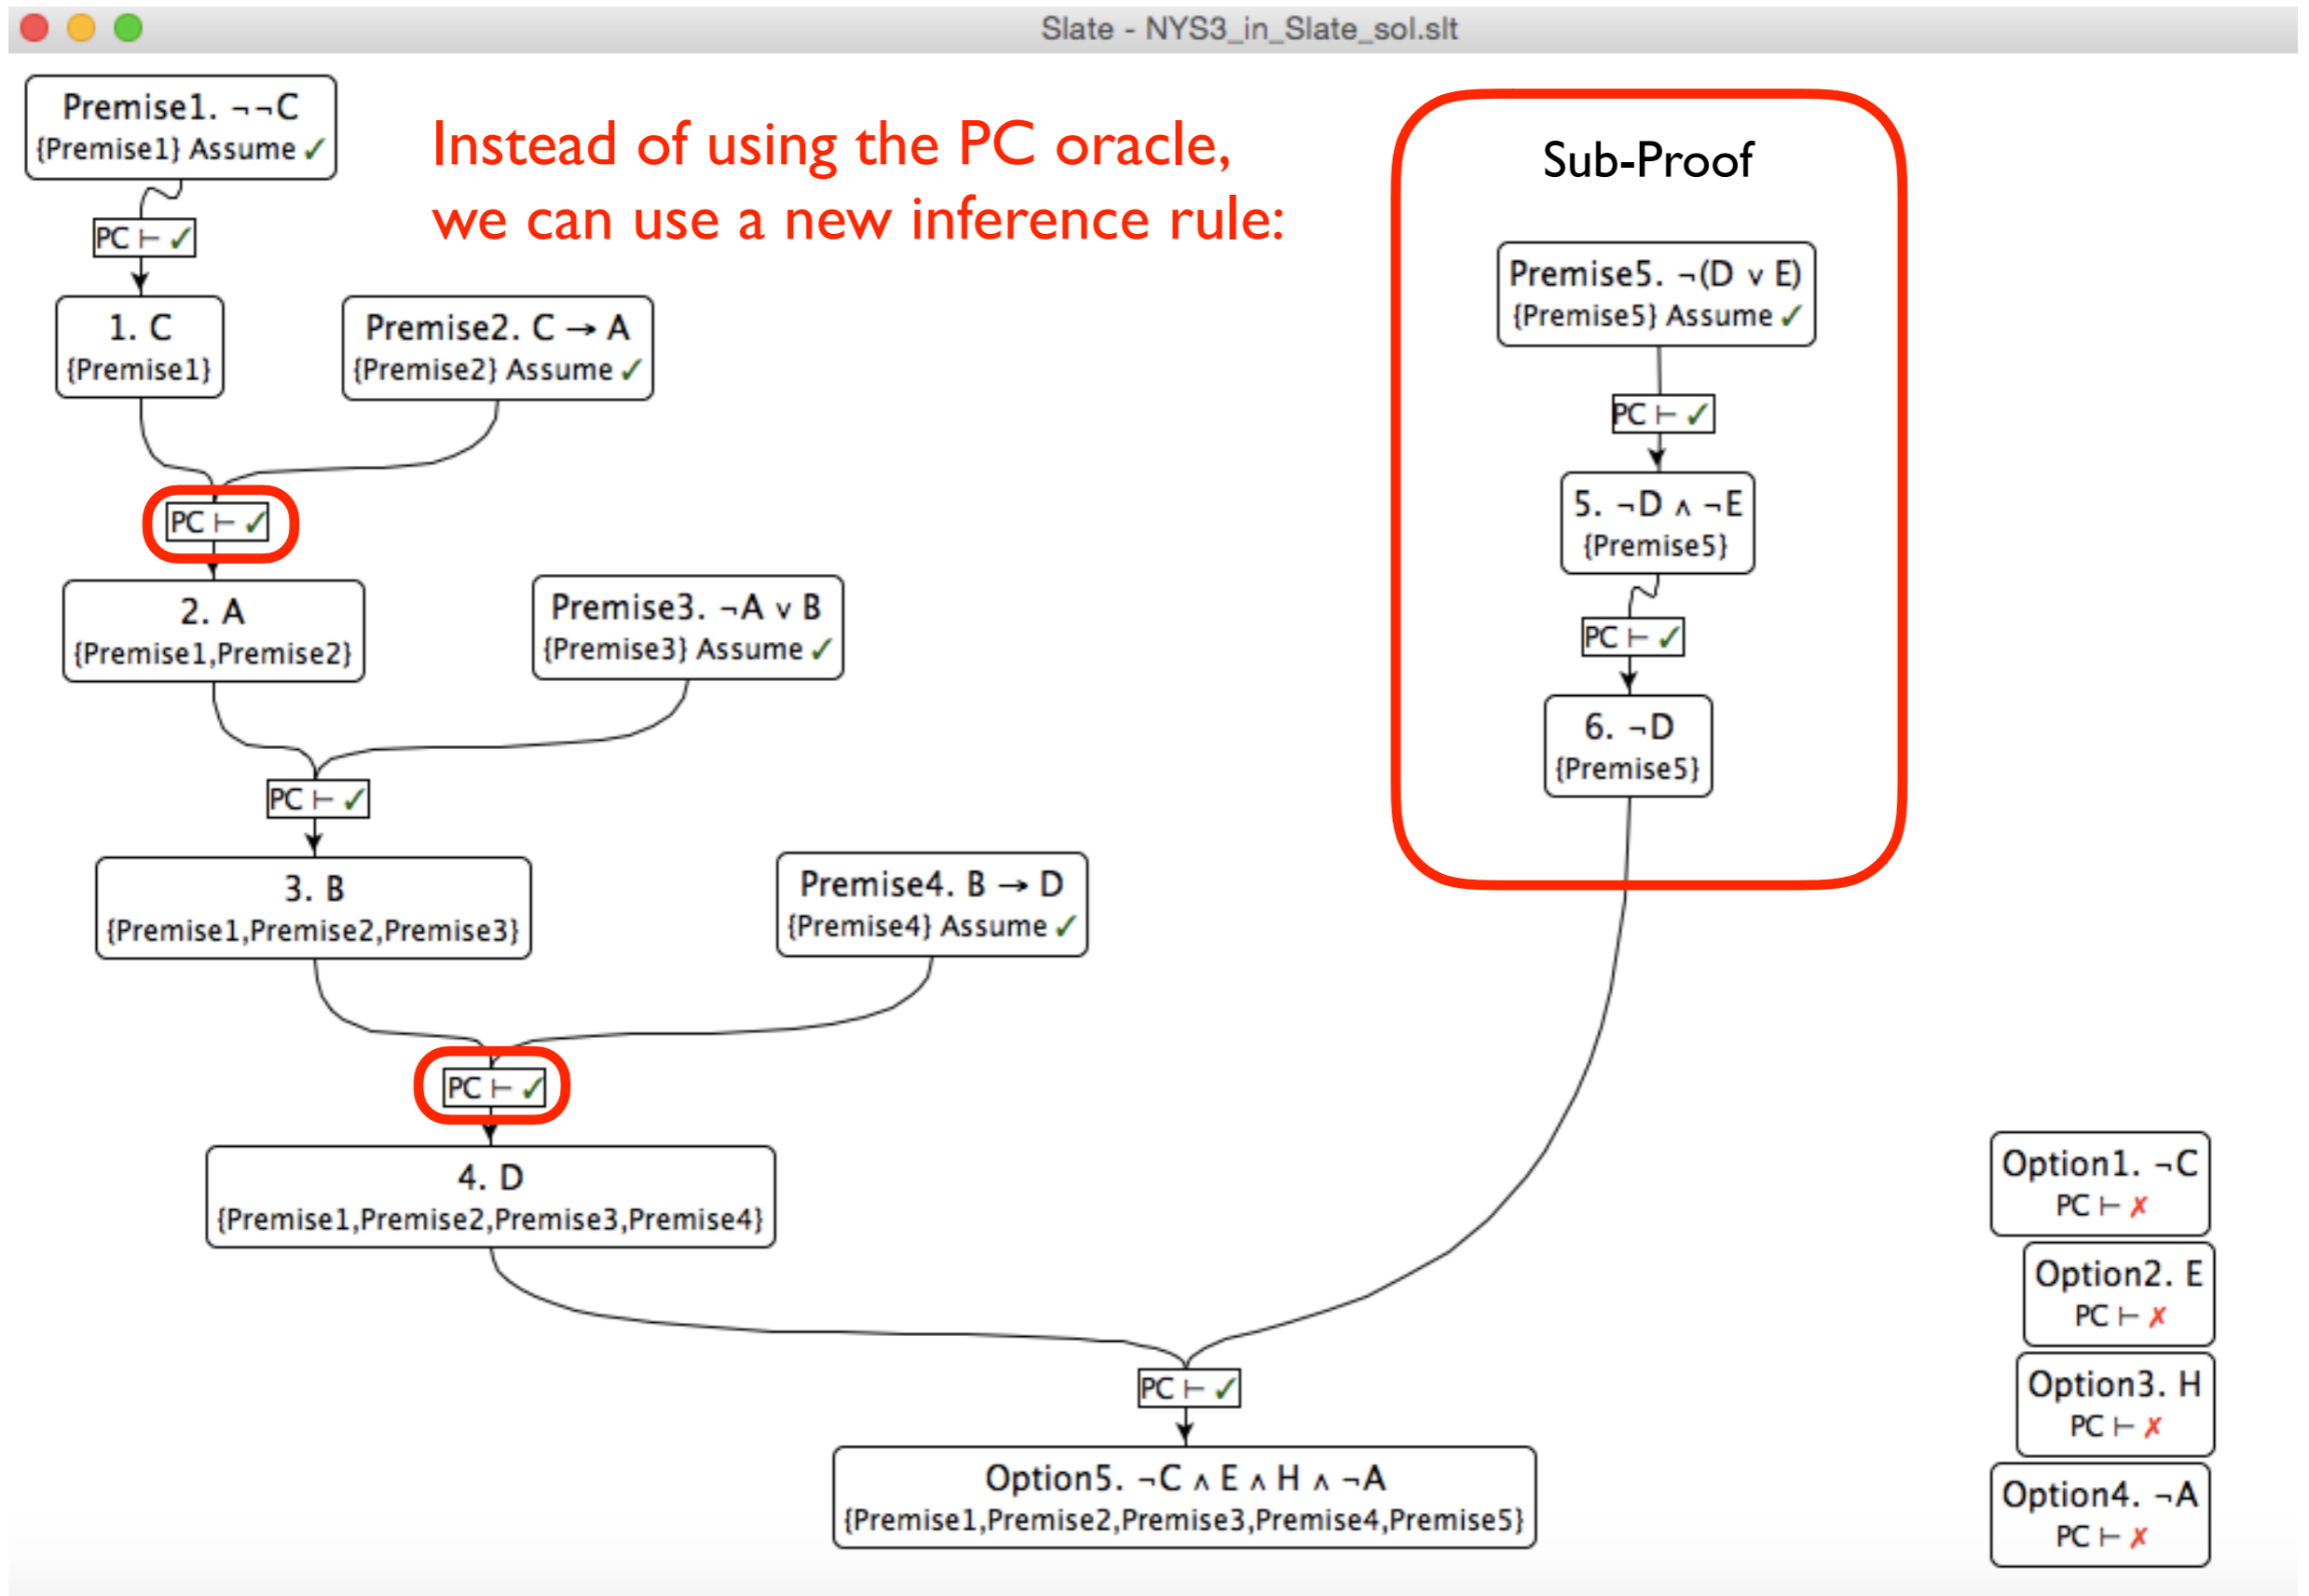 Slate - NYS3_in_Slate_sol.slt
Premise1. ¬¬C
{Premise1} Assume ✓
Instead of using the PC oracle,
we can use a new inference rule:
Sub-Proof
PC ⊢ ✓
Premise5. ¬(D ∨ E)
{Premise5} Assume ✓
1. C
{Premise1}
Premise2. C → A
{Premise2} Assume ✓
PC ⊢ ✓
PC ⊢ ✓
5. ¬D ∧ ¬E
{Premise5}
2. A
{Premise1,Premise2}
Premise3. ¬A ∨ B
{Premise3} Assume ✓
PC ⊢ ✓
6. ¬D
{Premise5}
PC ⊢ ✓
3. B
{Premise1,Premise2,Premise3}
Premise4. B → D
{Premise4} Assume ✓
PC ⊢ ✓
4. D
{Premise1,Premise2,Premise3,Premise4}
Option1. ¬C
PC ⊢ ✗
Option2. E
PC ⊢ ✗
Option3. H
PC ⊢ ✗
Option4. ¬A
PC ⊢ ✗
PC ⊢ ✓
Option5. ¬C ∧ E ∧ H ∧ ¬A
{Premise1,Premise2,Premise3,Premise4,Premise5}